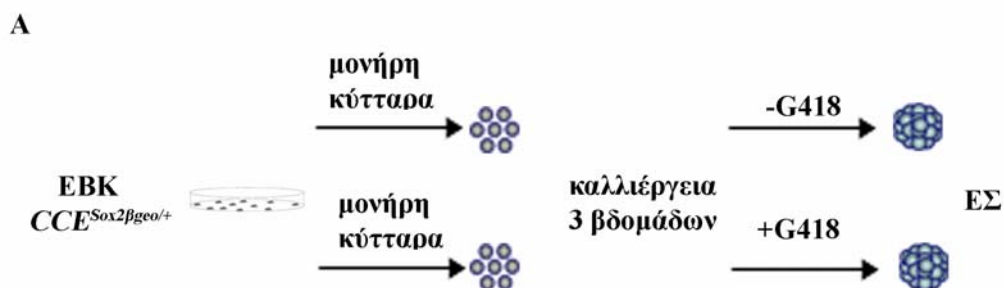 A
μονήρη
κύτταρα
-G418
ΕΒΚ
CCE^Sox2βgeo/+
μονήρη
κύτταρα
καλλιέργεια
3 βδομάδων
+G418
ΕΣ